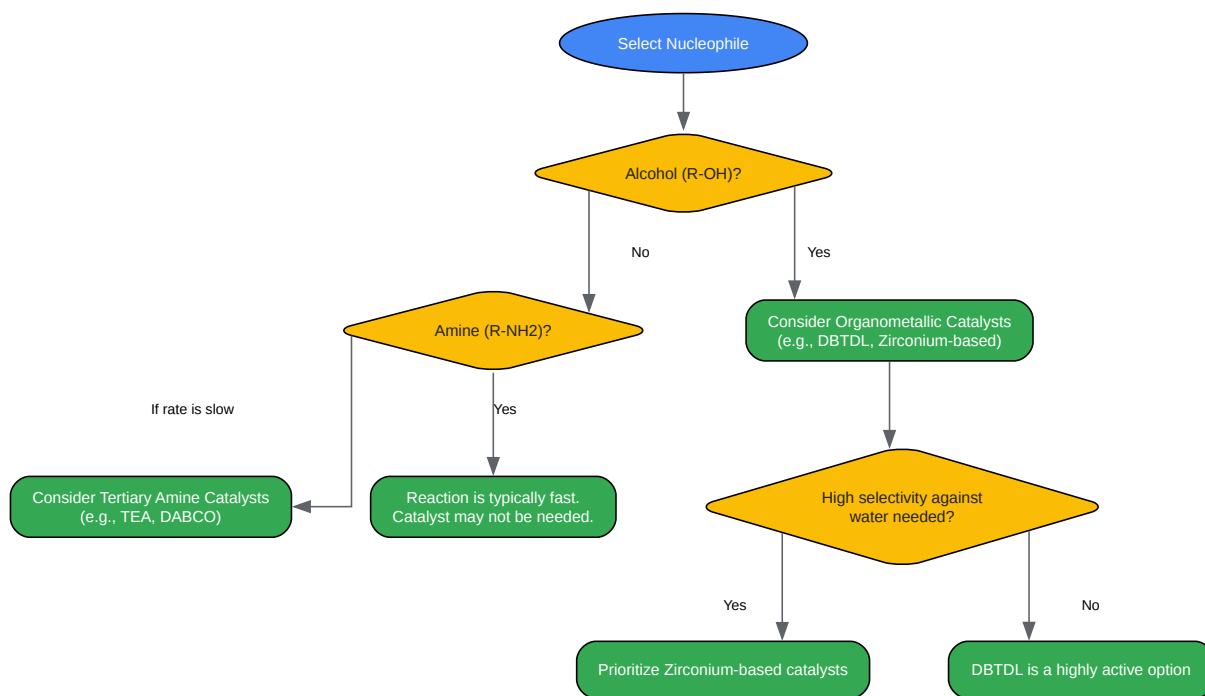 Select Nucleophile
Alcohol (R-OH)?
No
Yes
Consider Organometallic Catalysts
(e.g., DBTDL, Zirconium-based)
Amine (R-NH2)?
If rate is slow
Yes
Consider Tertiary Amine Catalysts
(e.g., TEA, DABCO)
Reaction is typically fast.
Catalyst may not be needed.
High selectivity against
water needed?
Yes
No
Prioritize Zirconium-based catalysts
DBTDL is a highly active option